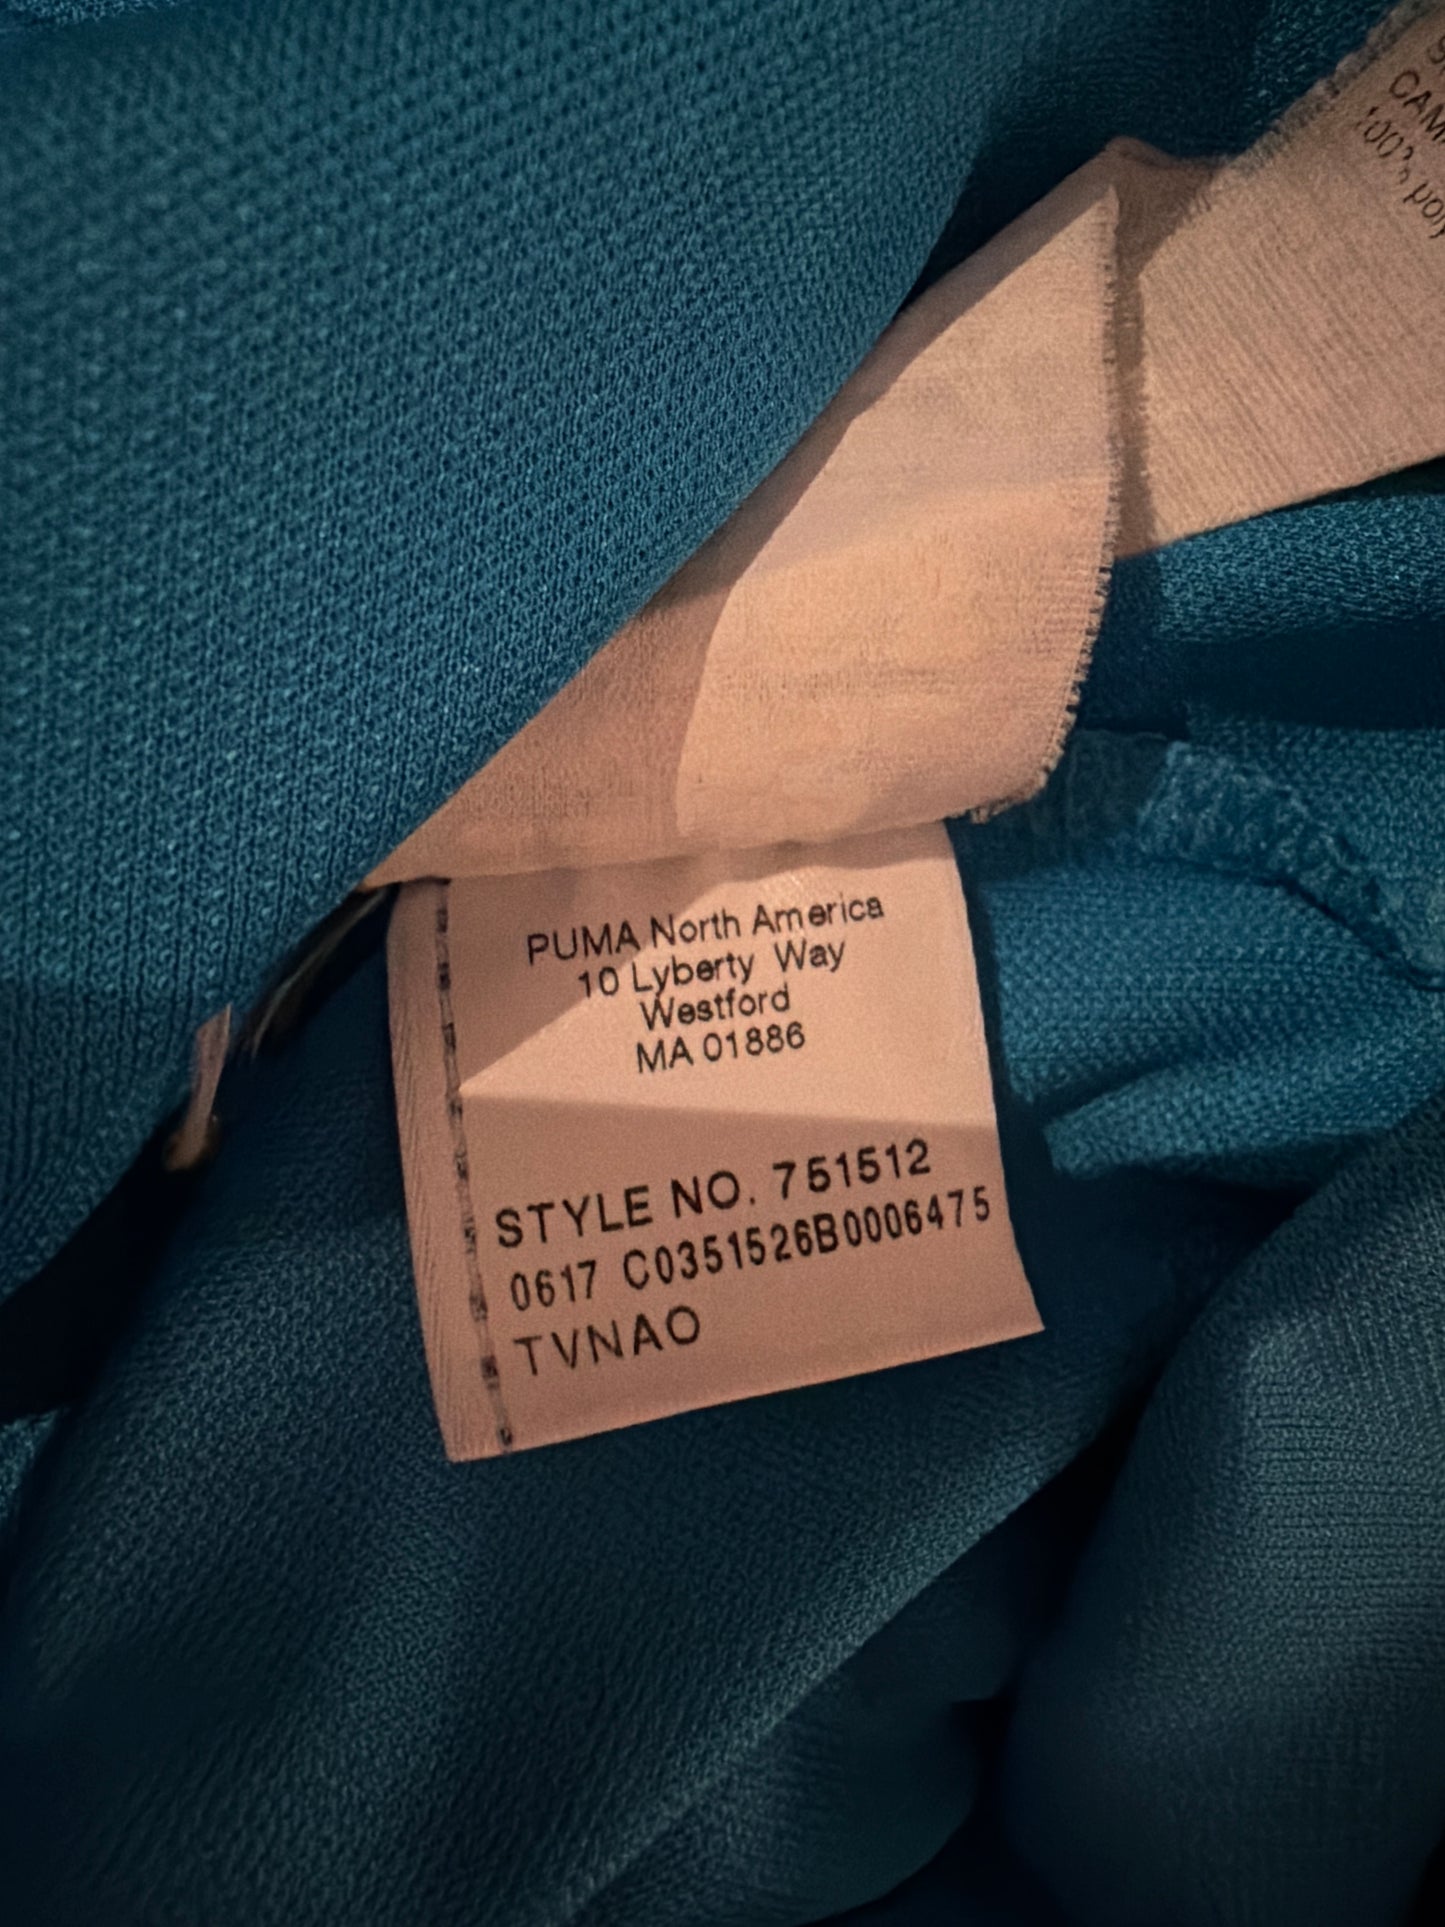 PUMA North America
10 Lyberty Way
Westford
MA 01886
STYLE NO. 751512
0617 C0351526B0006475
TVNAO